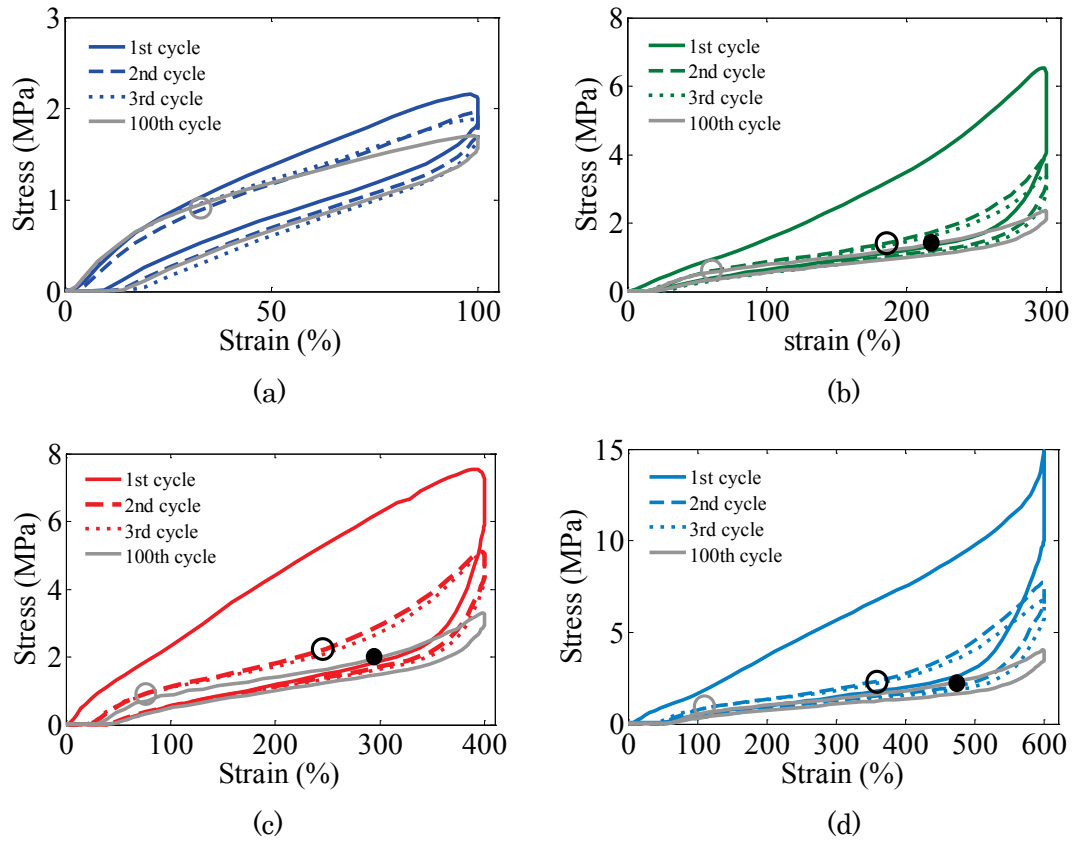 3
2
1
0
Stress (MPa)
1st cycle
2nd cycle
3rd cycle
100th cycle
0
50
100
Strain (%)
(a)
8
6
4
2
0
Stress (MPa)
1st cycle
2nd cycle
3rd cycle
100th cycle
0
100
200
300
strain (%)
(b)
8
6
4
2
0
Stress (MPa)
1st cycle
2nd cycle
3rd cycle
100th cycle
0
100
200
300
400
Strain (%)
(c)
15
10
5
0
Stress (MPa)
1st cycle
2nd cycle
3rd cycle
100th cycle
0
100
200
300
400
500
600
Strain (%)
(d)